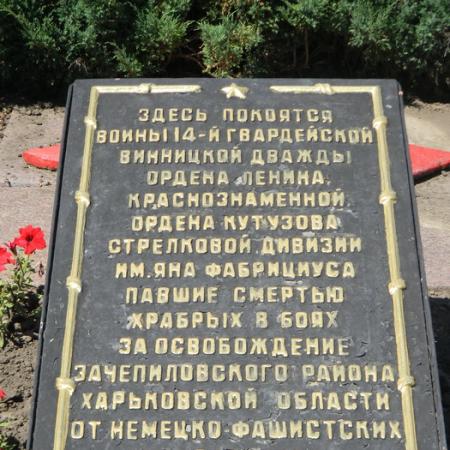 ЗДЕСЬ ПОКОЯТСЯ
ВОИНЫ 14-Й ГВАРДЕЙСКОЙ
ВИННИЦКОЙ ДВАЖДЫ
ОРДЕНА ЛЕНИНА,
КРАСНОЗНАМЕННОЙ,
ОРДЕНА КУТУЗОВА
СТРЕЛКОВОЙ ДИВИЗИИ
ИМ. ЯНА ФАБРИЦИУСА
ПАВШИЕ СМЕРТЬЮ
ХРАБРЫХ В БОЯХ
ЗА ОСВОБОЖДЕНИЕ
ЗАЧЕПИЛОВСКОГО РАЙОНА
ХАРЬКОВСКОЙ ОБЛАСТИ
ОТ НЕМЕЦКО-ФАШИСТСКИХ